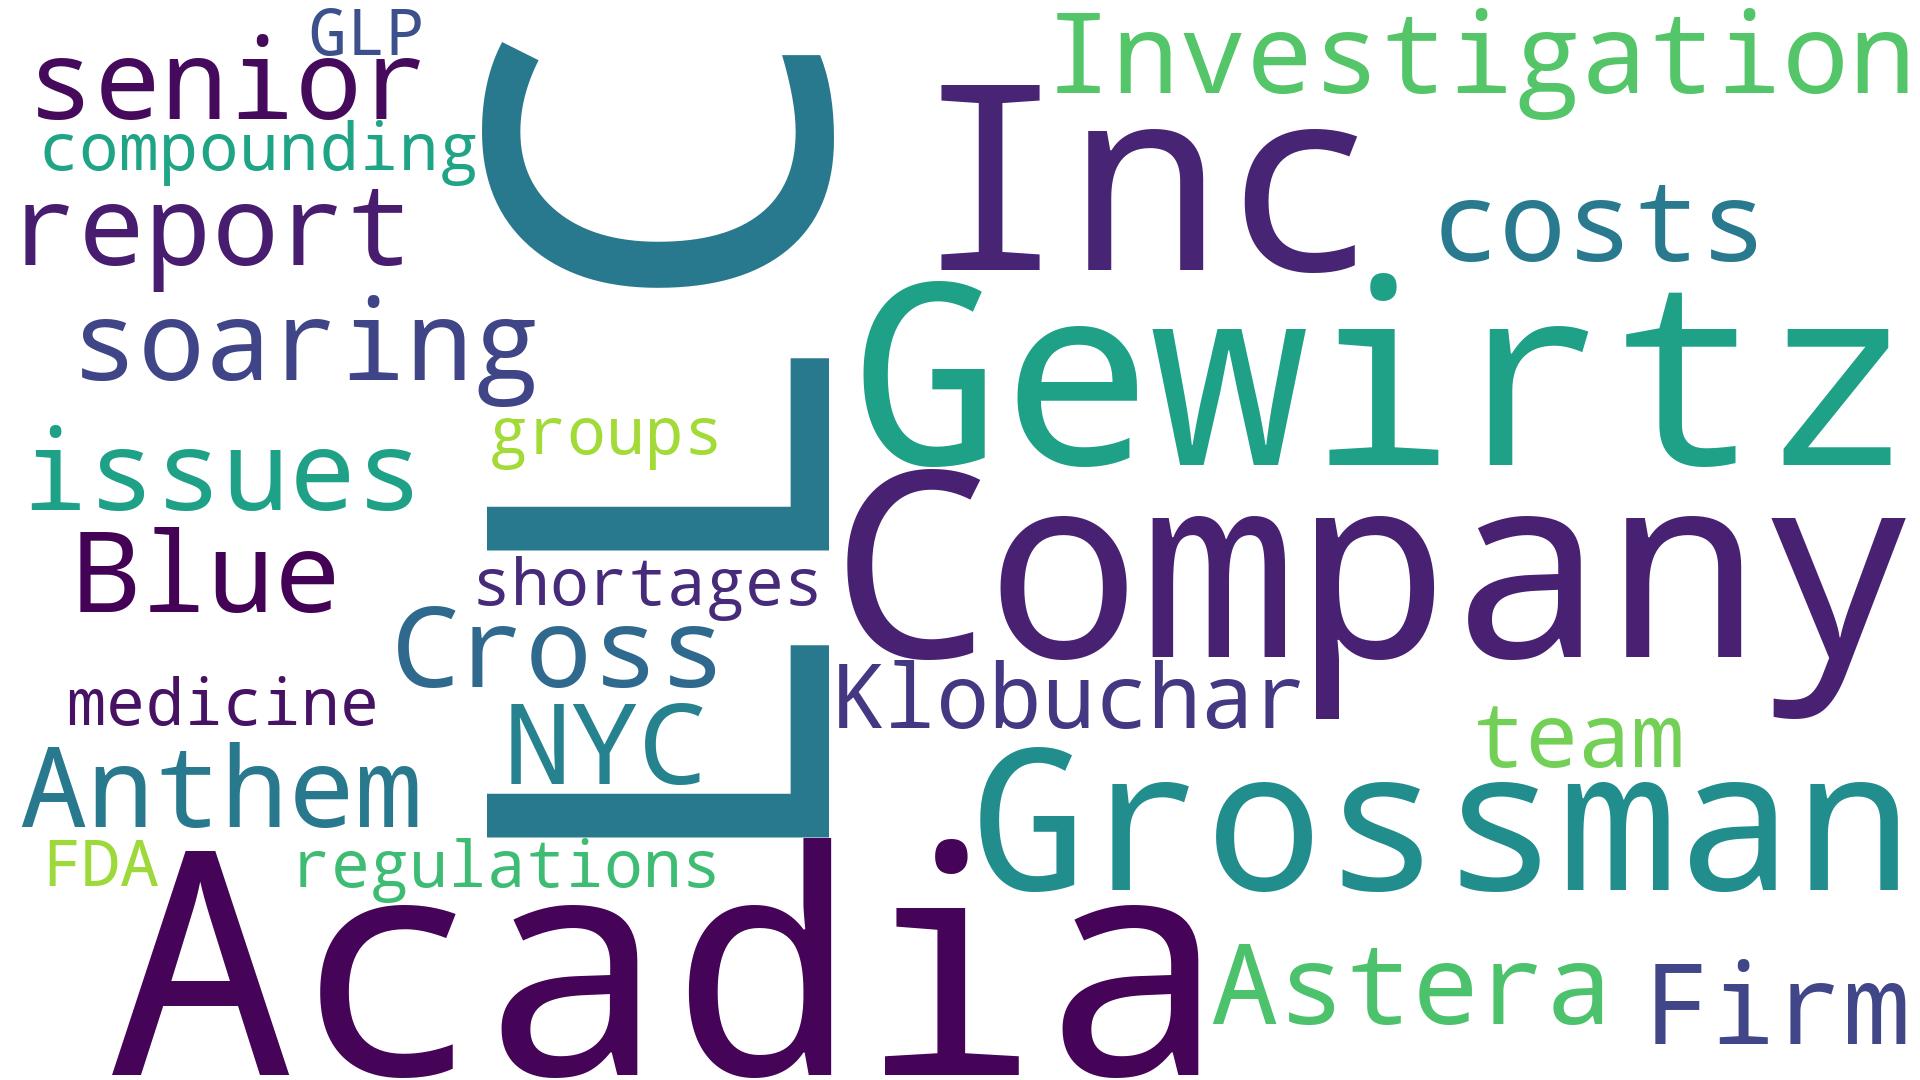 GLP
senior
compounding
report
soaring
issues
Blue
medicine
Anthem
FDA
regulations
Acadia
LLC
groups
shortages
Cross
NYC
Investigation
Inc
costs
Gewirtz
Company
Klobuchar
team
Grossman
Astera
Firm